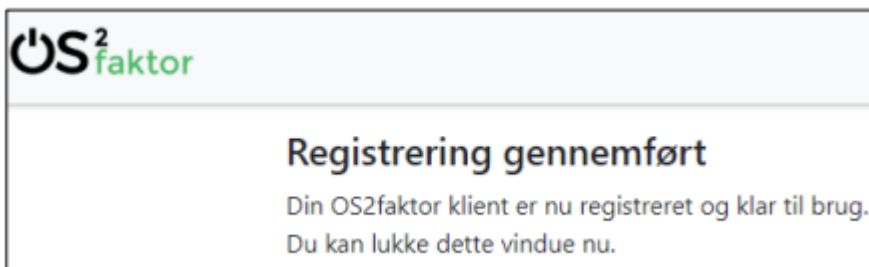 OS2faktor
Registrering gennemført
Din OS2faktor klient er nu registreret og klar til brug.
Du kan lukke dette vindue nu.